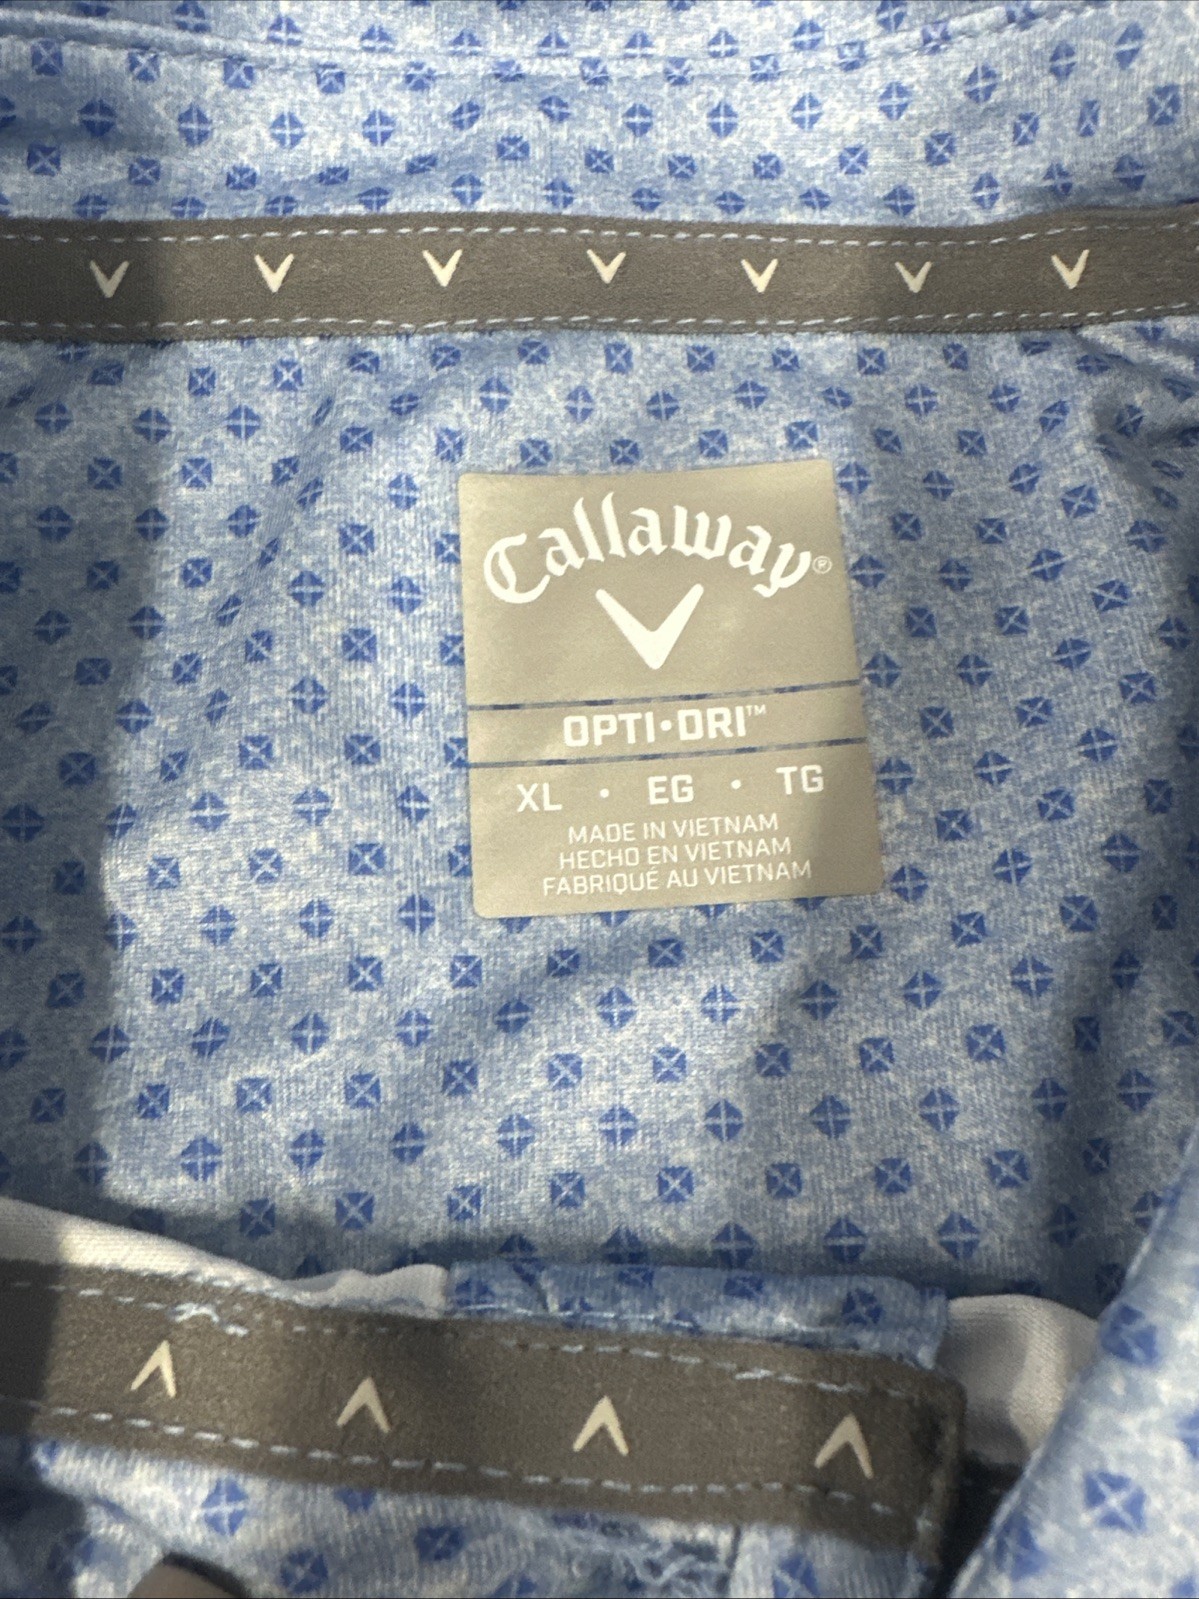 Callaway®
OPTI•DRI™
XL • EG • TG
MADE IN VIETNAM
HECHO EN VIETNAM
FABRIQUÉ AU VIETNAM